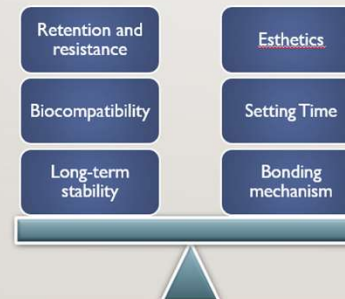 Retention and
resistance
Esthetics
Biocompatibility
Setting Time
Long-term
stability
Bonding
mechanism